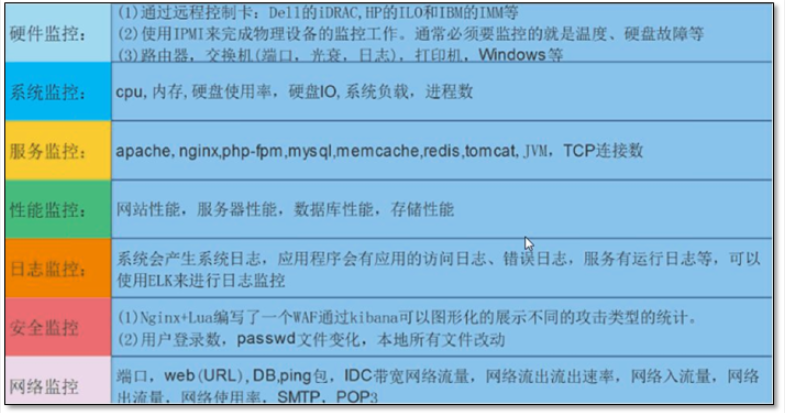 硬件监控:
(1)通过远程控制卡: Dell的iDRAC,HP的ILO和IBM的IMM等
(2)使用IPMI来完成物理设备的监控工作。通常必须要监控的就是温度、硬盘故障等
(3)路由器, 交换机(端口, 光衰, 日志), 打印机, Windows等
系统监控:
cpu,内存,硬盘使用率, 硬盘IO,系统负载, 进程数
服务监控:
apache, nginx,php-fpm,mysql,memcache,redis,tomcat, JVM, TCP连接数
性能监控:
网站性能, 服务器性能, 数据库性能, 存储性能
日志监控:
系统会产生系统日志, 应用程序会有应用的访问日志、错误日志, 服务有运行日志等, 可以
使用ELK来进行日志监控
安全监控
(1)Nginx+Lua编写了一个WAF通过kibana可以图形化的展示不同的攻击类型的统计。
(2)用户登录数, passwd文件变化, 本地所有文件改动
网络监控
端口, web(URL),DB,ping包, IDC带宽网络流量, 网络流出流出速率, 网络入流量, 网络
出流量, 网络使用率, SMTP, POP3